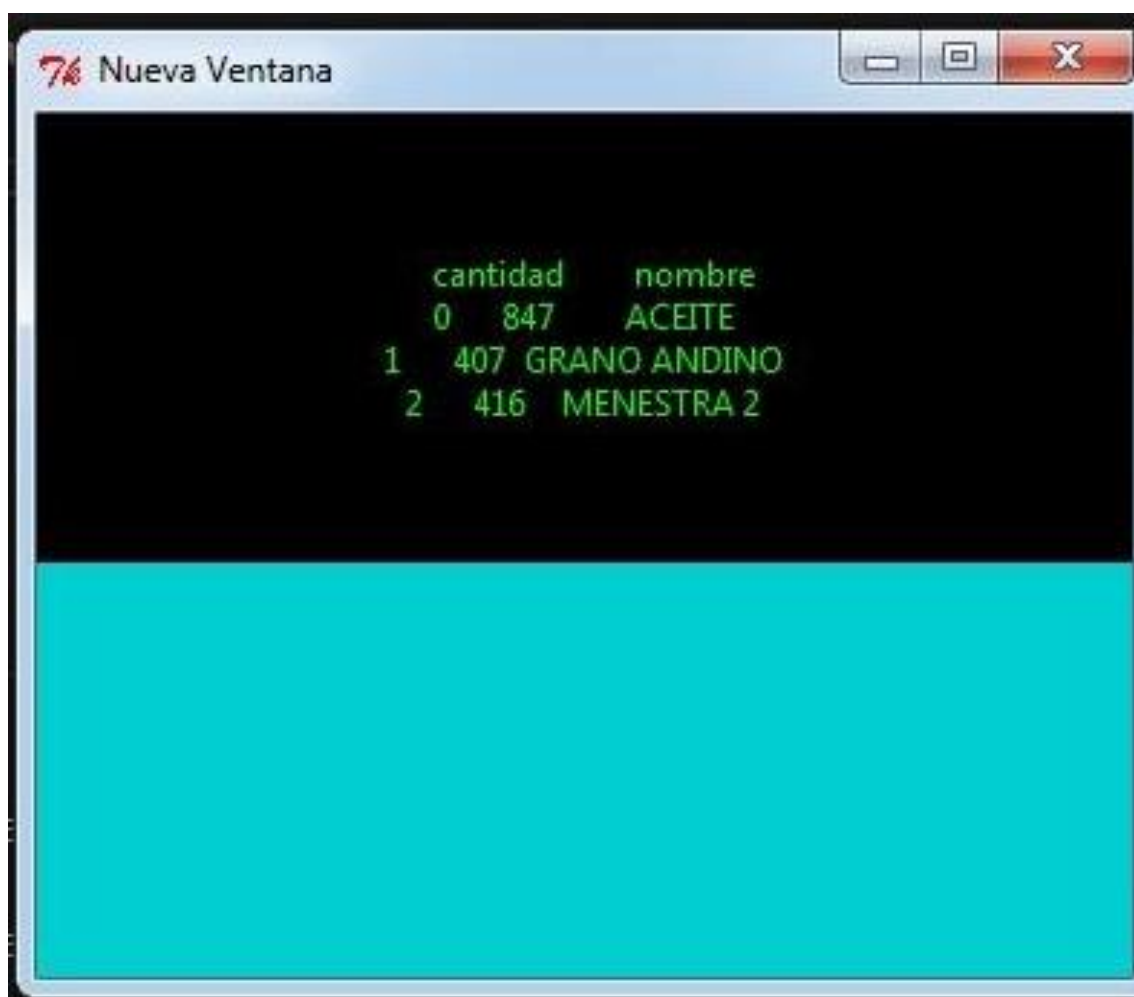 Nueva Ventana
cantidad nombre
0 847 ACEITE
1 407 GRANO ANDINO
2 416 MENESTRA 2